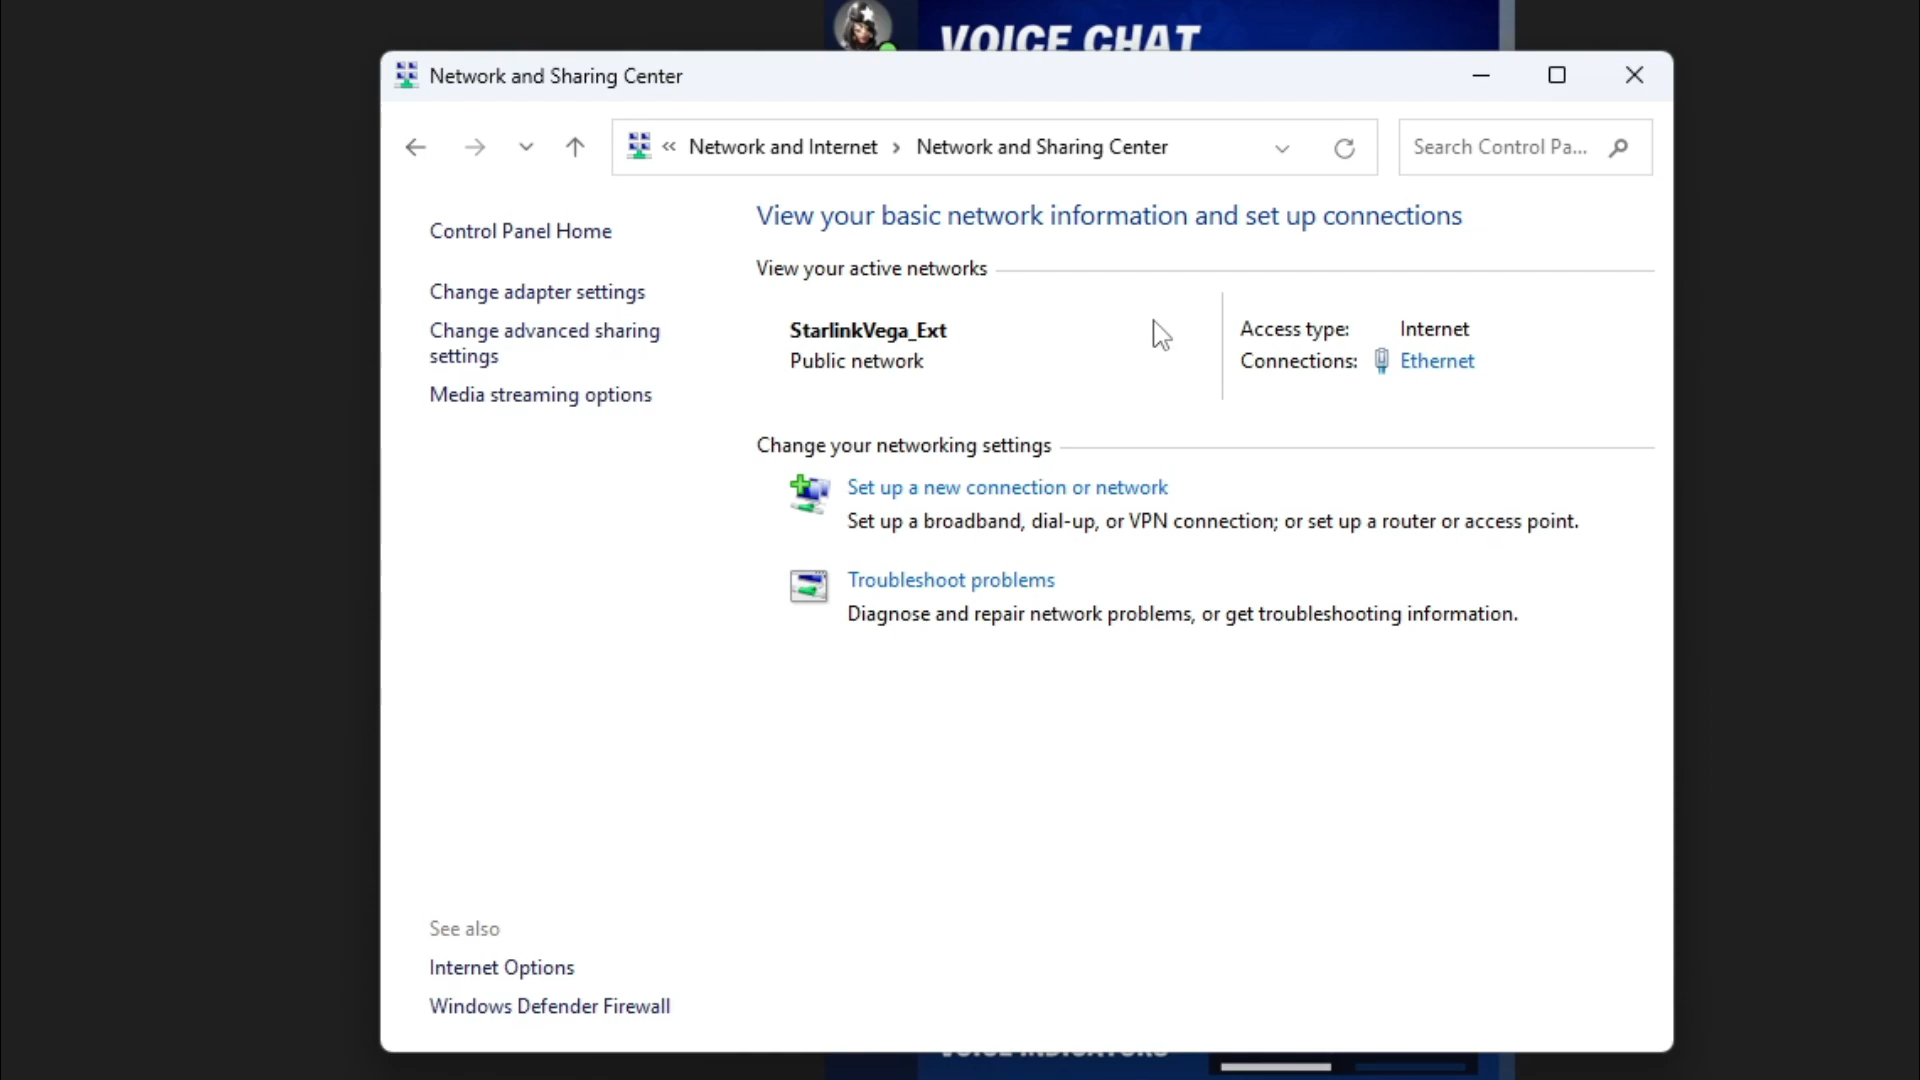 VOICE CHAT
Network and Sharing Center
« Network and Internet › Network and Sharing Center
Search Control Pa...
Control Panel Home
Change adapter settings
Change advanced sharing
settings
Media streaming options
View your basic network information and set up connections
View your active networks
StarlinkVega_Ext
Public network
Access type: Internet
Connections: Ethernet
Change your networking settings
Set up a new connection or network
Set up a broadband, dial-up, or VPN connection; or set up a router or access point.
Troubleshoot problems
Diagnose and repair network problems, or get troubleshooting information.
See also
Internet Options
Windows Defender Firewall
VOICE INDICATORS